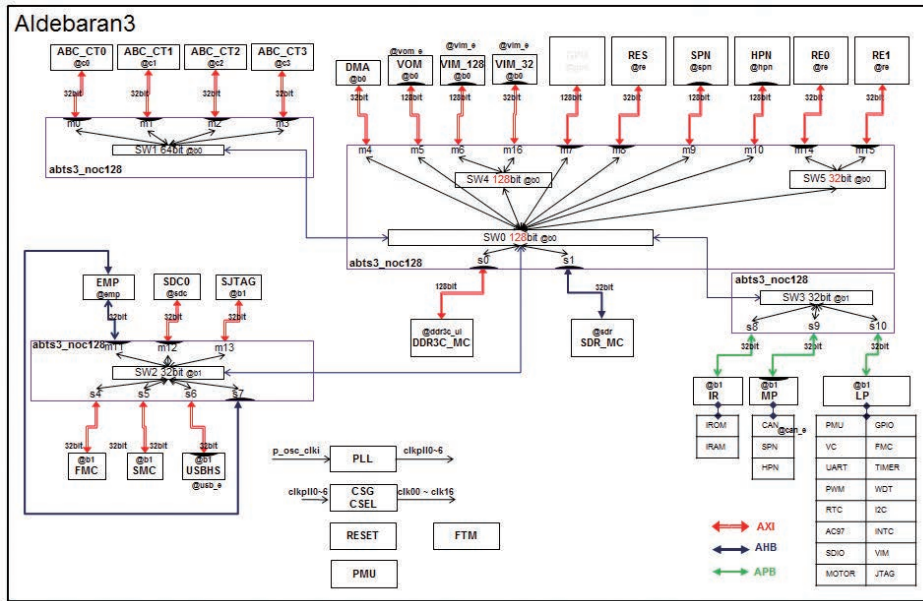 Aldebaran3
ABC_CT0
@c0
ABC_CT1
@c1
ABC_CT2
@c2
ABC_CT3
@c3
32bit
32bit
32bit
32bit
m0
m1
m2
m3
SW1 64bit @b0
abts3_noc128
DMA
@b0
@vom_e
VOM
@b0
@vim_e
VIM_128
@b0
@vim_e
VIM_32
@b0
RES
@re
SPN
@spn
HPN
@hpn
RE0
@re
RE1
@re
32bit
128bit
128bit
32bit
128bit
128bit
128bit
128bit
32bit
32bit
m4
m5
m6
m16
m7
m8
m9
m10
m14
m15
SW4 128bit @b0
SW5 32bit @b0
SW0 128bit @b0
abts3_noc128
s0
s1
128bit
32bit
@ddr3c_ui
DDR3C_MC
@sdr
SDR_MC
EMP
@emp
SDC0
@sdc
SJTAG
@b1
32bit
32bit
32bit
abts3_noc128
m11
m12
m13
SW2 32bit @b1
s4
s5
s6
s7
32bit
32bit
32bit
32bit
@b1
FMC
@b1
SMC
@b1
USBHS
@usb_e
abts3_noc128
SW3 32bit @b1
s8
s9
s10
32bit
32bit
32bit
@b1
IR
@b1
MP
@b1
LP
IROM
IRAM
CAN
@can_e
SPN
HPN
PMU GPIO
VC FMC
UART TIMER
PWM WDT
RTC I2C
AC97 INTC
SDIO VIM
MOTOR JTAG
p_osc_clki
PLL
clkpll0~6
clkpll0~6
CSG
CSEL
clk00 ~ clk16
RESET
FTM
PMU
AXI
AHB
APB